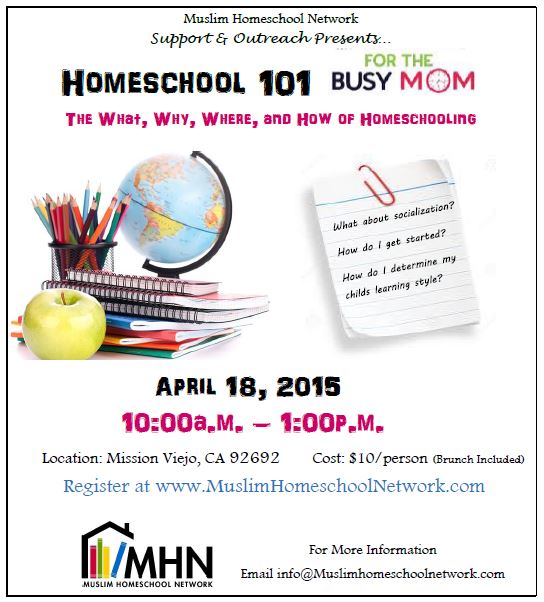 Muslim Homeschool Network
Support & Outreach Presents...
Homeschool 101 FOR THE BUSY MOM
The What, Why, Where, and How of Homeschooling
What about socialization?
How do I get started?
How do I determine my
childs learning style?
April 18, 2015
10:00a.m. – 1:00p.m.
Location: Mission Viejo, CA 92692 Cost: $10/person (Brunch Included)
Register at www.MuslimHomeschoolNetwork.com
MHN
MUSLIM HOMESCHOOL NETWORK
For More Information
Email info@Muslimhomeschoolnetwork.com